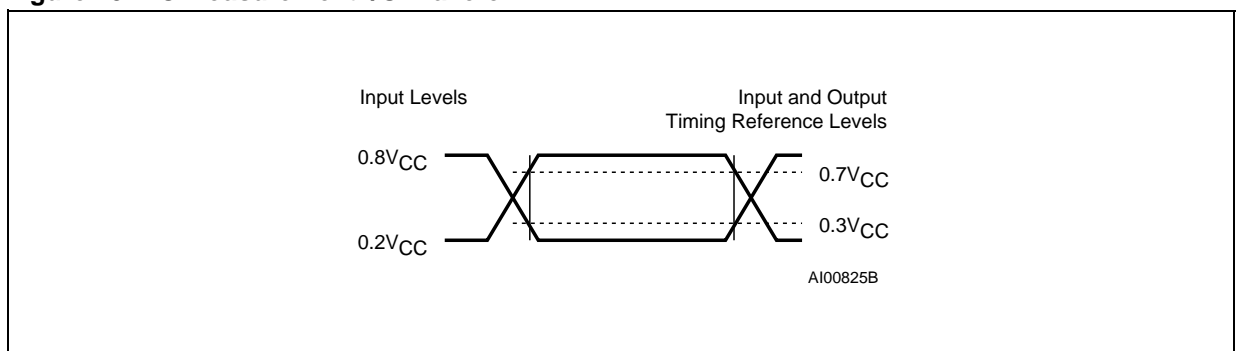 Input Levels
Input and Output
Timing Reference Levels
0.8VCC
0.7VCC
0.3VCC
0.2VCC
AI00825B